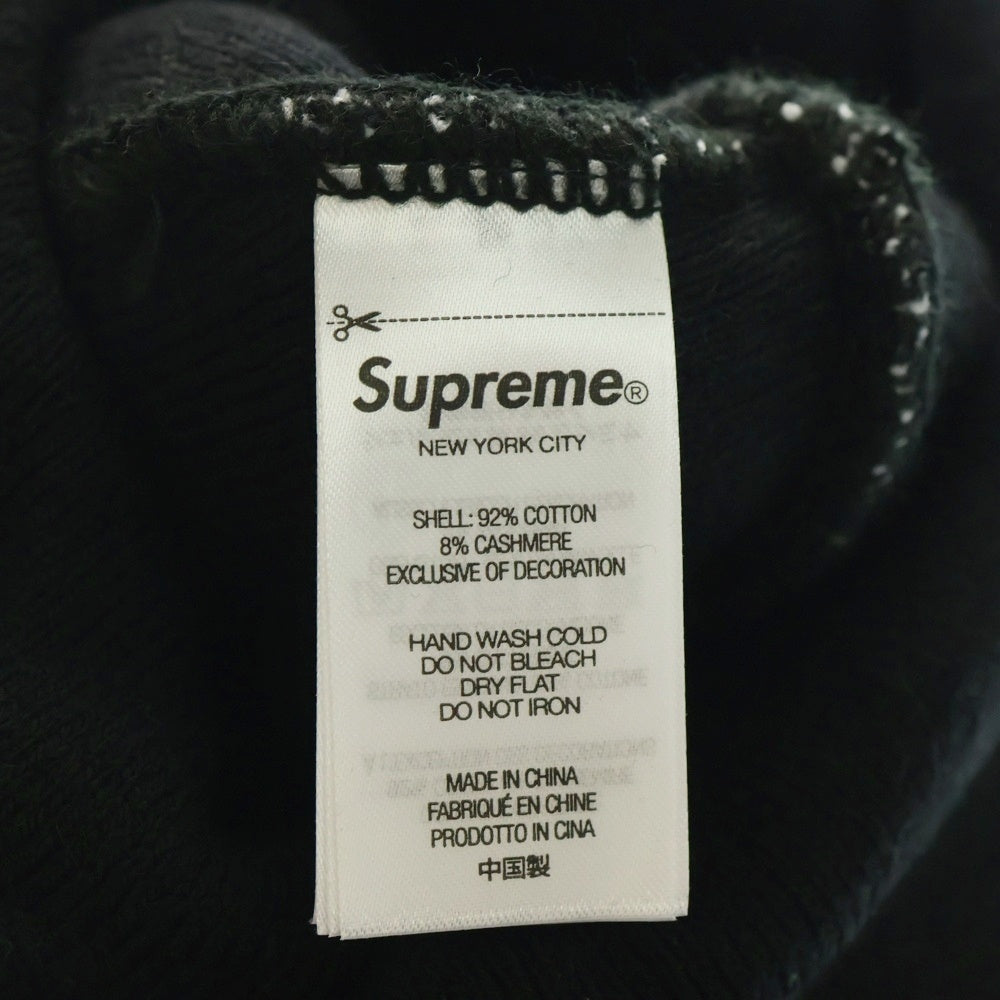 Supreme®
NEW YORK CITY
SHELL: 92% COTTON
8% CASHMERE
EXCLUSIVE OF DECORATION
HAND WASH COLD
DO NOT BLEACH
DRY FLAT
DO NOT IRON
MADE IN CHINA
FABRIQUÉ EN CHINE
PRODOTTO IN CINA
中国製